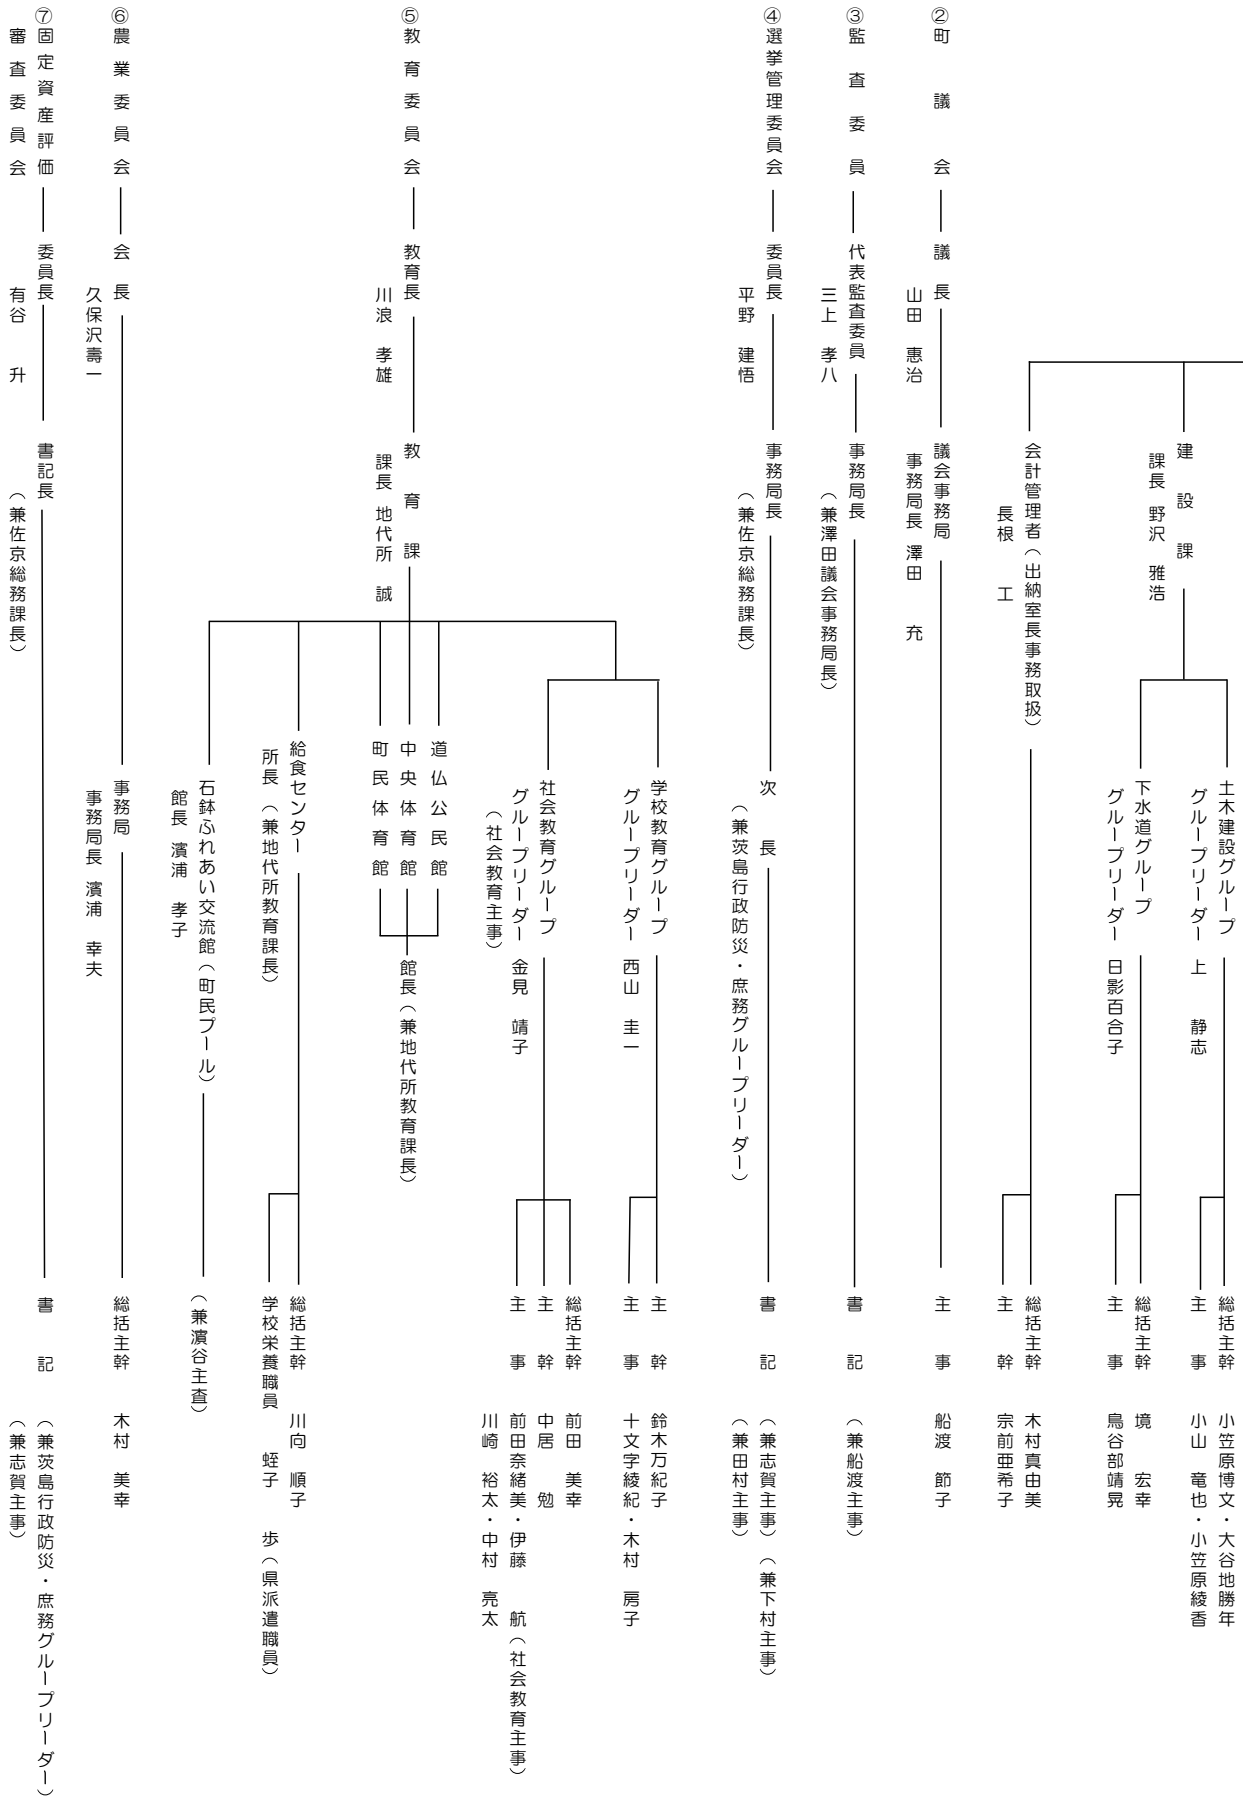 建設課
課長 野沢 雅浩
土木建設グループ
グループリーダー 上 静志
総括主幹 小笠原博文・大谷地勝年
主事 小山 竜也・小笠原綾香
下水道グループ
グループリーダー 日影百合子
総括主幹 境 宏幸
主事 鳥谷部靖晃
会計管理者（出納室長事務取扱）
長根 工
総括主幹 木村真由美
主幹 宗前亜希子
②町議会
議長
山田 惠治
議会事務局
事務局長 澤田 充
主事 船渡 節子
③監査委員
代表監査委員
三上 孝八
事務局長
（兼澤田議会事務局長）
書記 （兼船渡主事）
④選挙管理委員会
委員長
平野 建悟
事務局長
（兼佐京総務課長）
次長
（兼茨島行政防災・庶務グループリーダー）
書記 （兼志賀主事）（兼下村主事）
（兼田村主事）
⑤教育委員会
教育長
川浪 孝雄
教育課
課長 地代所 誠
学校教育グループ
グループリーダー 西山 圭一
主幹 鈴木万紀子
主事 十文字綾紀・木村 房子
社会教育グループ
グループリーダー 金見 靖子
（社会教育主事）
総括主幹 前田 美幸
主幹 中居 勉
主事 前田奈緒美・伊藤 航（社会教育主事）
川崎 裕太・中村 亮太
道仏公民館
中央体育館
町民体育館
館長（兼地代所教育課長）
給食センター
所長（兼地代所教育課長）
総括主幹 川向 順子
学校栄養職員 蛭子 歩（県派遣職員）
石鉢ふれあい交流館（町民プール）
館長 濱浦 孝子
（兼濵谷主査）
⑥農業委員会
会長
久保沢壽一
事務局
事務局長 濱浦 幸夫
総括主幹 木村 美幸
⑦固定資産評価
審査委員会
委員長
有谷 升
書記長
（兼佐京総務課長）
書記 （兼茨島行政防災・庶務グループリーダー）
（兼志賀主事）